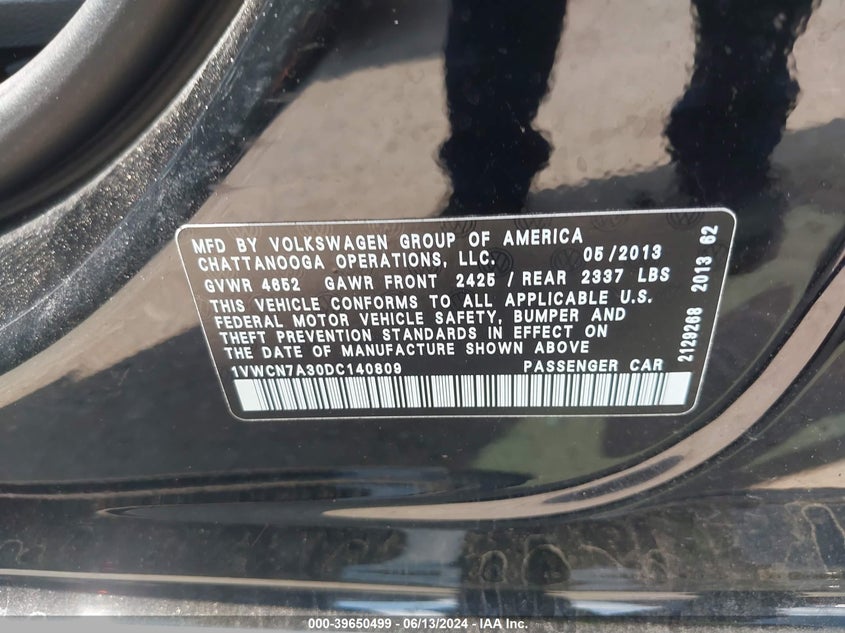 MFD BY VOLKSWAGEN GROUP OF AMERICA
CHATTANOOGA OPERATIONS, LLC. 05/2013
GVWR 4652 GAWR FRONT 2425 / REAR 2337 LBS
THIS VEHICLE CONFORMS TO ALL APPLICABLE U.S.
FEDERAL MOTOR VEHICLE SAFETY, BUMPER AND
THEFT PREVENTION STANDARDS IN EFFECT ON
THE DATE OF MANUFACTURE SHOWN ABOVE
1VWCN7A30DC140809 PASSENGER CAR
2129268 2013 62
000-39650499 - 06/13/2024 - IAA Inc.